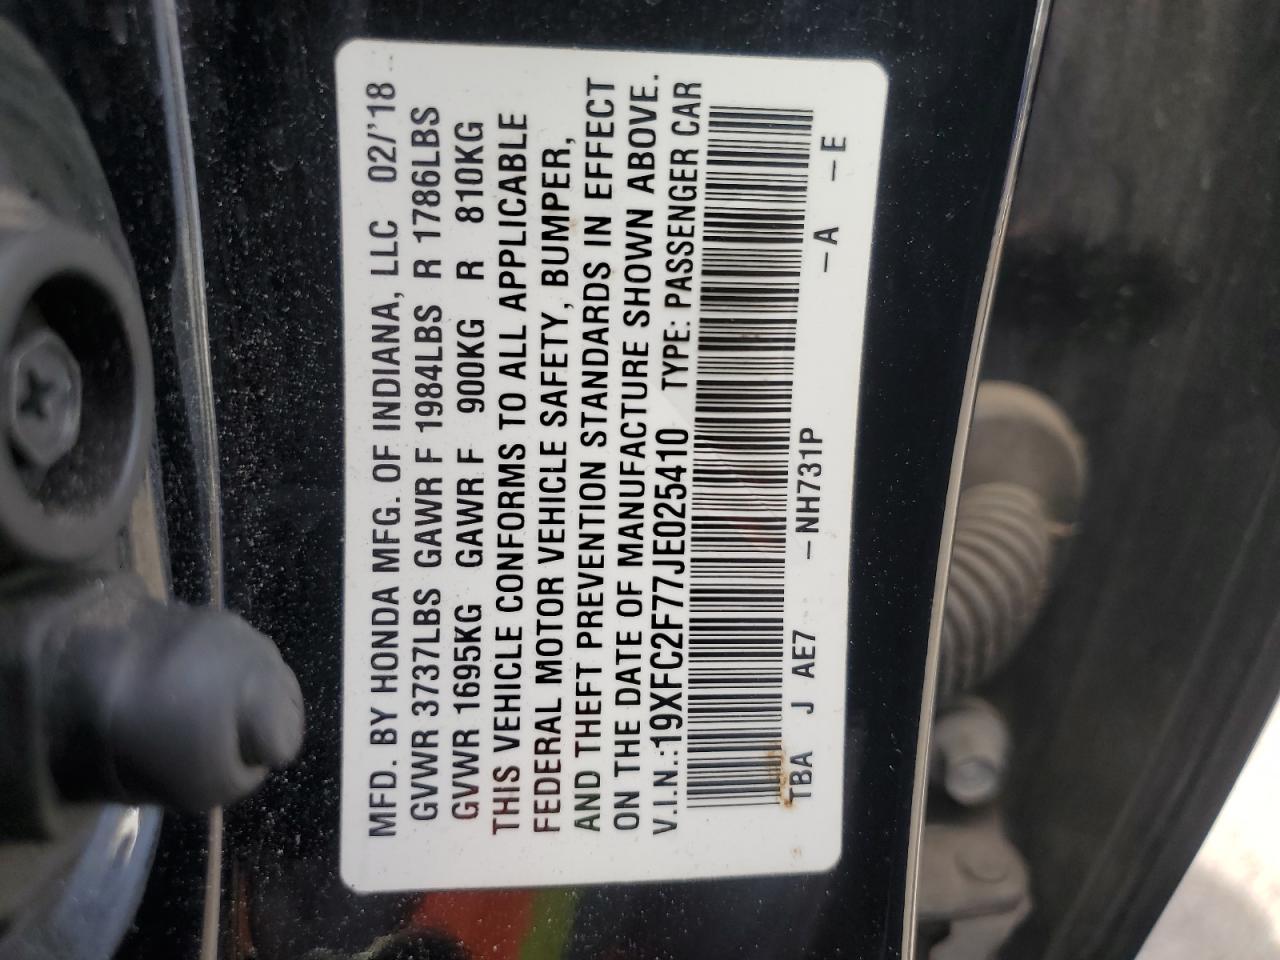 MFD. BY HONDA MFG. OF INDIANA, LLC 02/'18
GVWR 3737LBS GAWR F 1984LBS R 1786LBS
GVWR 1695KG GAWR F 900KG R 810KG
THIS VEHICLE CONFORMS TO ALL APPLICABLE
FEDERAL MOTOR VEHICLE SAFETY, BUMPER,
AND THEFT PREVENTION STANDARDS IN EFFECT
ON THE DATE OF MANUFACTURE SHOWN ABOVE.
V.I.N.:19XFC2F77JE025410 TYPE: PASSENGER CAR
TBA J AE7 -NH731P -A -E